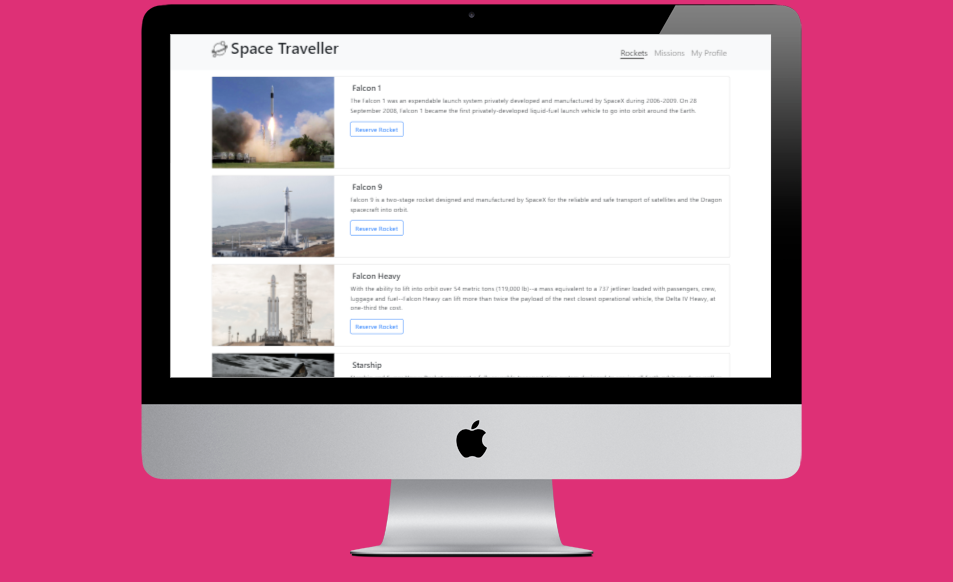 Space Traveller
Rockets Missions My Profile
Falcon 1
The Falcon 1 was an expendable launch system privately developed and manufactured by SpaceX during 2006-2009. On 28
September 2008, Falcon 1 became the first privately-developed liquid-fuel launch vehicle to go into orbit around the Earth.
Reserve Rocket
Falcon 9
Falcon 9 is a two-stage rocket designed and manufactured by SpaceX for the reliable and safe transport of satellites and the Dragon
spacecraft into orbit.
Reserve Rocket
Falcon Heavy
With the ability to lift into orbit over 54 metric tons (119,000 lb)--a mass equivalent to a 737 jetliner loaded with passengers, crew,
luggage and fuel--Falcon Heavy can lift more than twice the payload of the next closest operational vehicle, the Delta IV Heavy, at
one-third the cost.
Reserve Rocket
Starship